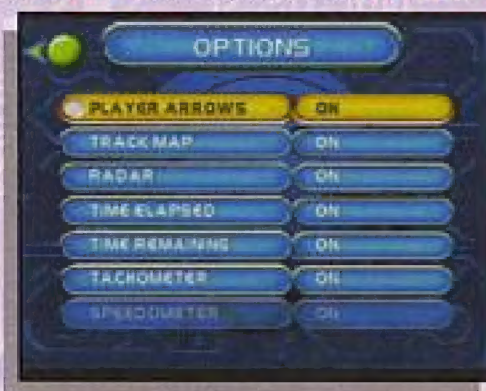 OPTIONS
PLAYER ARROWS ON
TRACK MAP ON
RADAR ON
TIME ELAPSED ON
TIME REMAINING ON
TACHOMETER ON
SPEEDOMETER ON